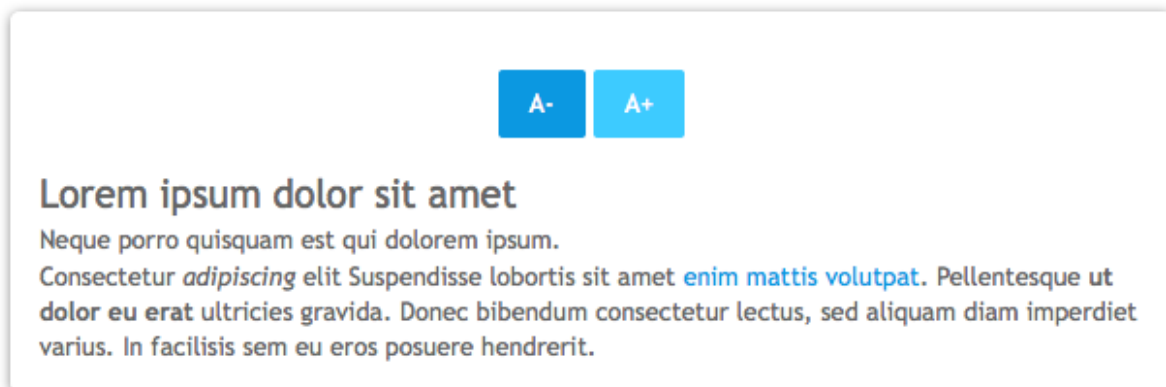 A- A+
Lorem ipsum dolor sit amet
Neque porro quisquam est qui dolorem ipsum.
Consectetur adipiscing elit Suspendisse lobortis sit amet enim mattis volutpat. Pellentesque ut
dolor eu erat ultricies gravida. Donec bibendum consectetur lectus, sed aliquam diam imperdiet
varius. In facilisis sem eu eros posuere hendrerit.